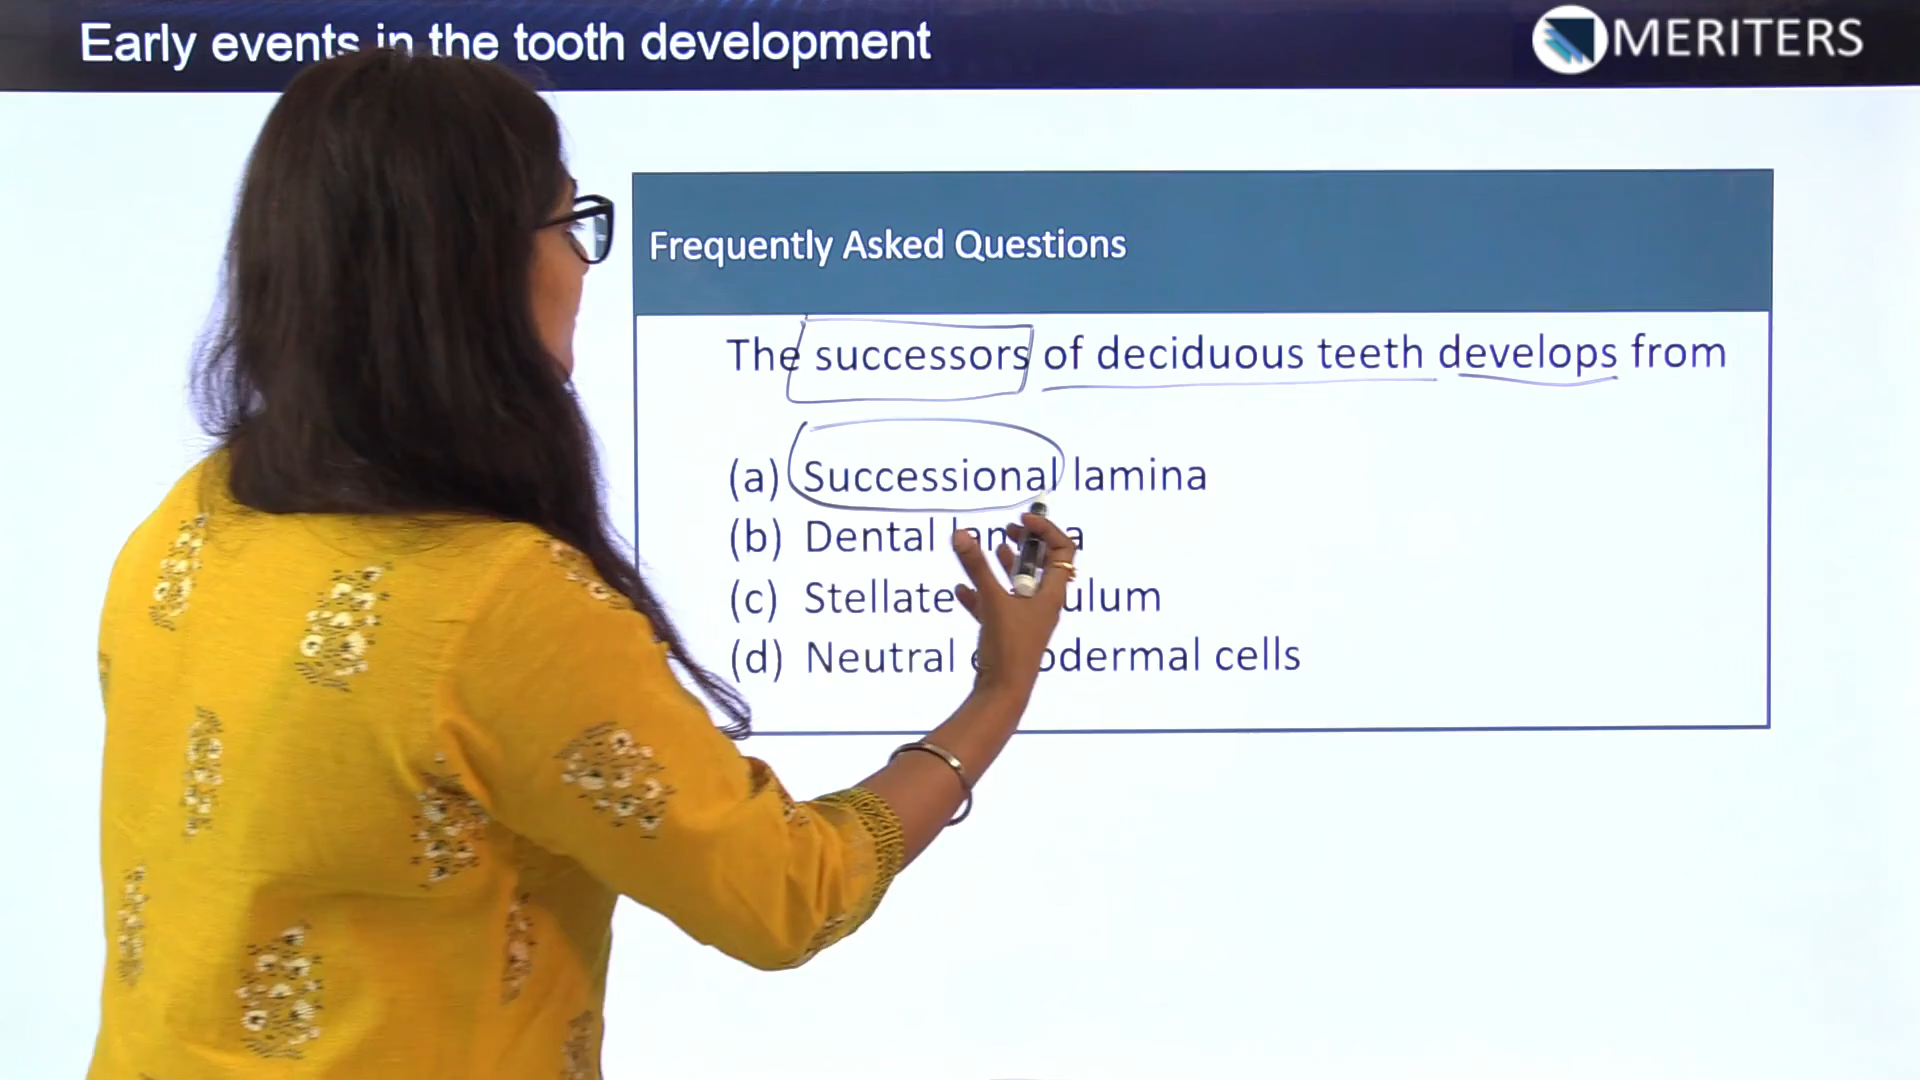 Early events in the tooth development
MERITERS
Frequently Asked Questions
The successors of deciduous teeth develops from
(a) Successional lamina
(b) Dental
(c) Stellate
(d) Neutral cells